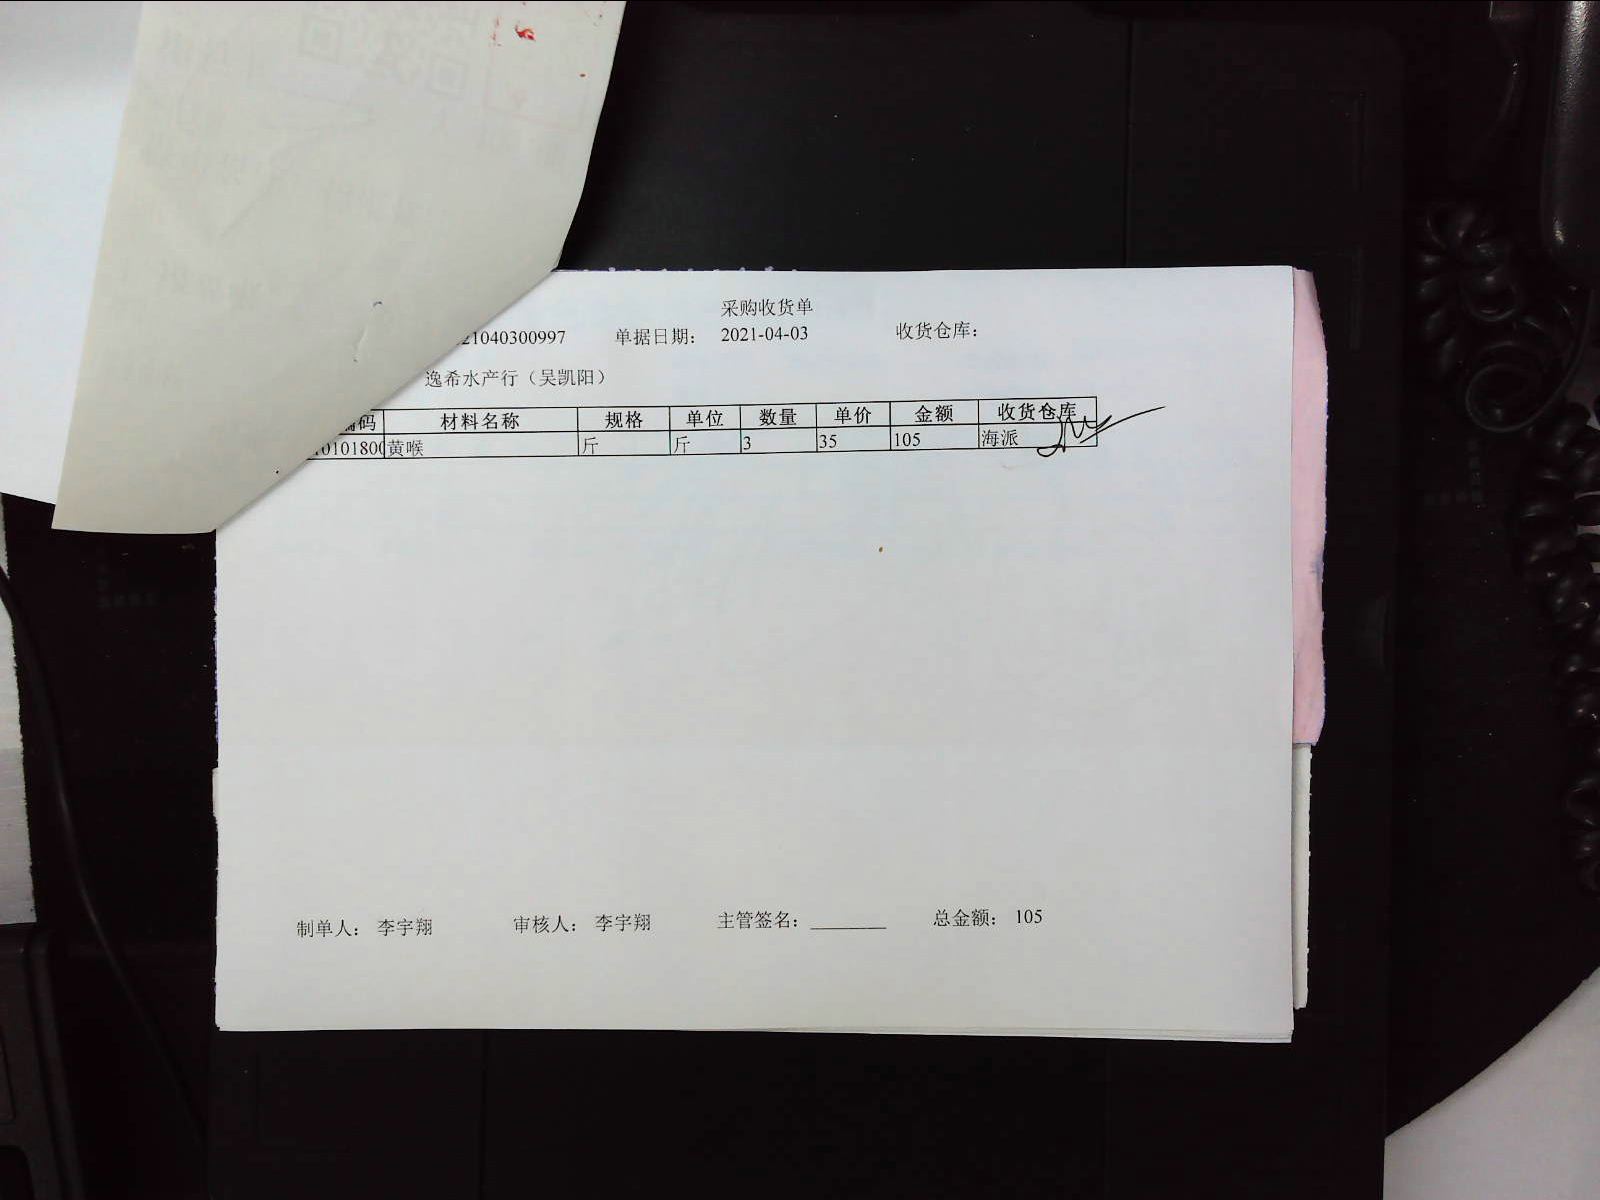 采购收货单
21040300997 单据日期： 2021-04-03 收货仓库：
逸希水产行（吴凯阳）
编码 材料名称 规格 单位 数量 单价 金额 收货仓库
10101800 黄喉 斤 斤 3 35 105 海派
制单人： 李宇翔 审核人： 李宇翔 主管签名： 总金额： 105